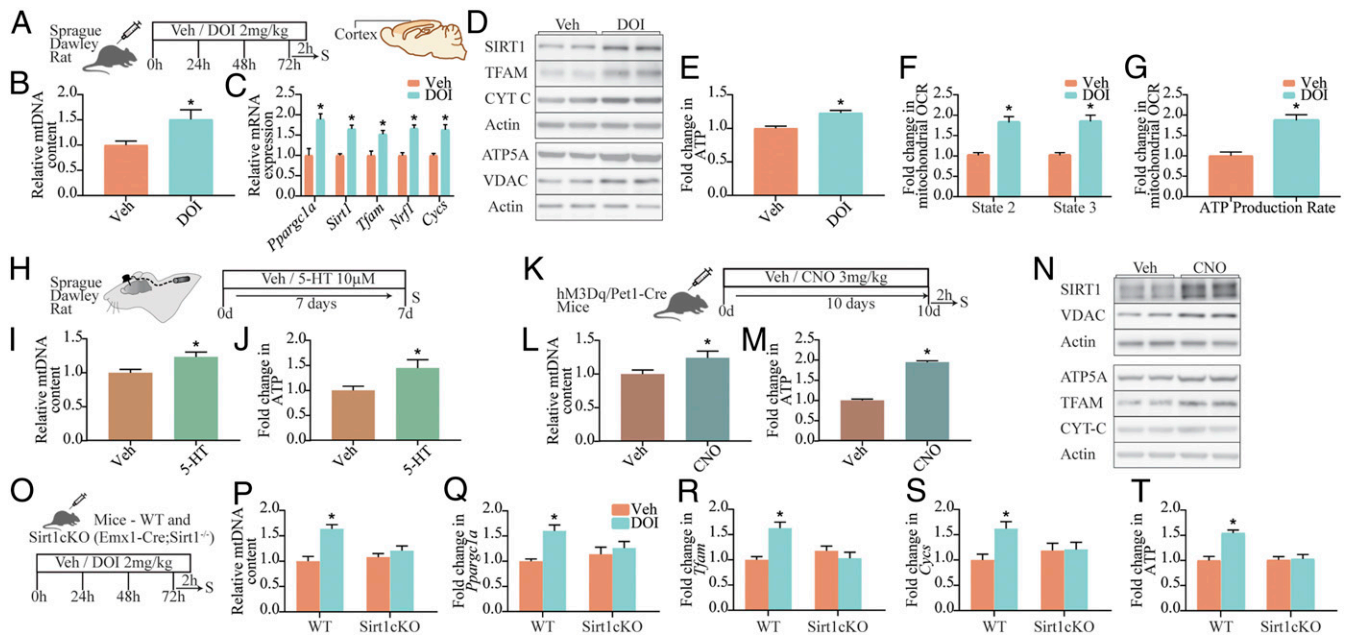 A
Sprague
Dawley
Rat
Veh / DOI 2mg/kg
0h 24h 48h 72h
2h
S
Cortex
B
Relative mtDNA
content
2.0
1.5
1.0
0.5
0.0
*
Veh
DOI
C
Relative mRNA
expression
Veh
DOI
2.0
1.5
1.0
0.5
0.0
* * * * *
Ppargc1a
Sirt1
Tfam
Nrf1
Cycs
D
Veh DOI
SIRT1
TFAM
CYT C
Actin
ATP5A
VDAC
Actin
E
Fold change in
ATP
1.5
1.0
0.5
0.0
*
Veh
DOI
F
Fold change in
mitochondrial OCR
Veh
DOI
2.5
2.0
1.5
1.0
0.5
0.0
* *
State 2 State 3
G
Fold change in
mitochondrial OCR
Veh
DOI
2.5
2.0
1.5
1.0
0.5
0.0
*
ATP Production Rate
H
Sprague
Dawley
Rat
Veh / 5-HT 10µM
7 days
0d 7d
S
I
Relative mtDNA
content
1.5
1.0
0.5
0.0
*
Veh
5-HT
J
Fold change in
ATP
2.0
1.5
1.0
0.5
0.0
*
Veh
5-HT
K
hM3Dq/Pet1-Cre
Mice
Veh / CNO 3mg/kg
10 days
0d 10d
2h
S
L
Relative mtDNA
content
1.5
1.0
0.5
0.0
*
Veh
CNO
M
Fold change in
ATP
2.5
2.0
1.5
1.0
0.5
0.0
*
Veh
CNO
N
Veh CNO
SIRT1
VDAC
Actin
ATP5A
TFAM
CYT-C
Actin
O
Mice - WT and
Sirt1cKO (Emx1-Cre;Sirt1-/-)
Veh / DOI 2mg/kg
0h 24h 48h 72h
2h
S
P
Relative mtDNA
content
2.0
1.5
1.0
0.5
0.0
*
WT Sirt1cKO
Q
Fold change in
Ppargc1a
Veh
DOI
2.0
1.5
1.0
0.5
0.0
*
WT Sirt1cKO
R
Fold change in
Tfam
2.0
1.5
1.0
0.5
0.0
*
WT Sirt1cKO
S
Fold change in
Cycs
2.0
1.5
1.0
0.5
0.0
*
WT Sirt1cKO
T
Fold change in
ATP
Veh
DOI
2.0
1.5
1.0
0.5
0.0
*
WT Sirt1cKO